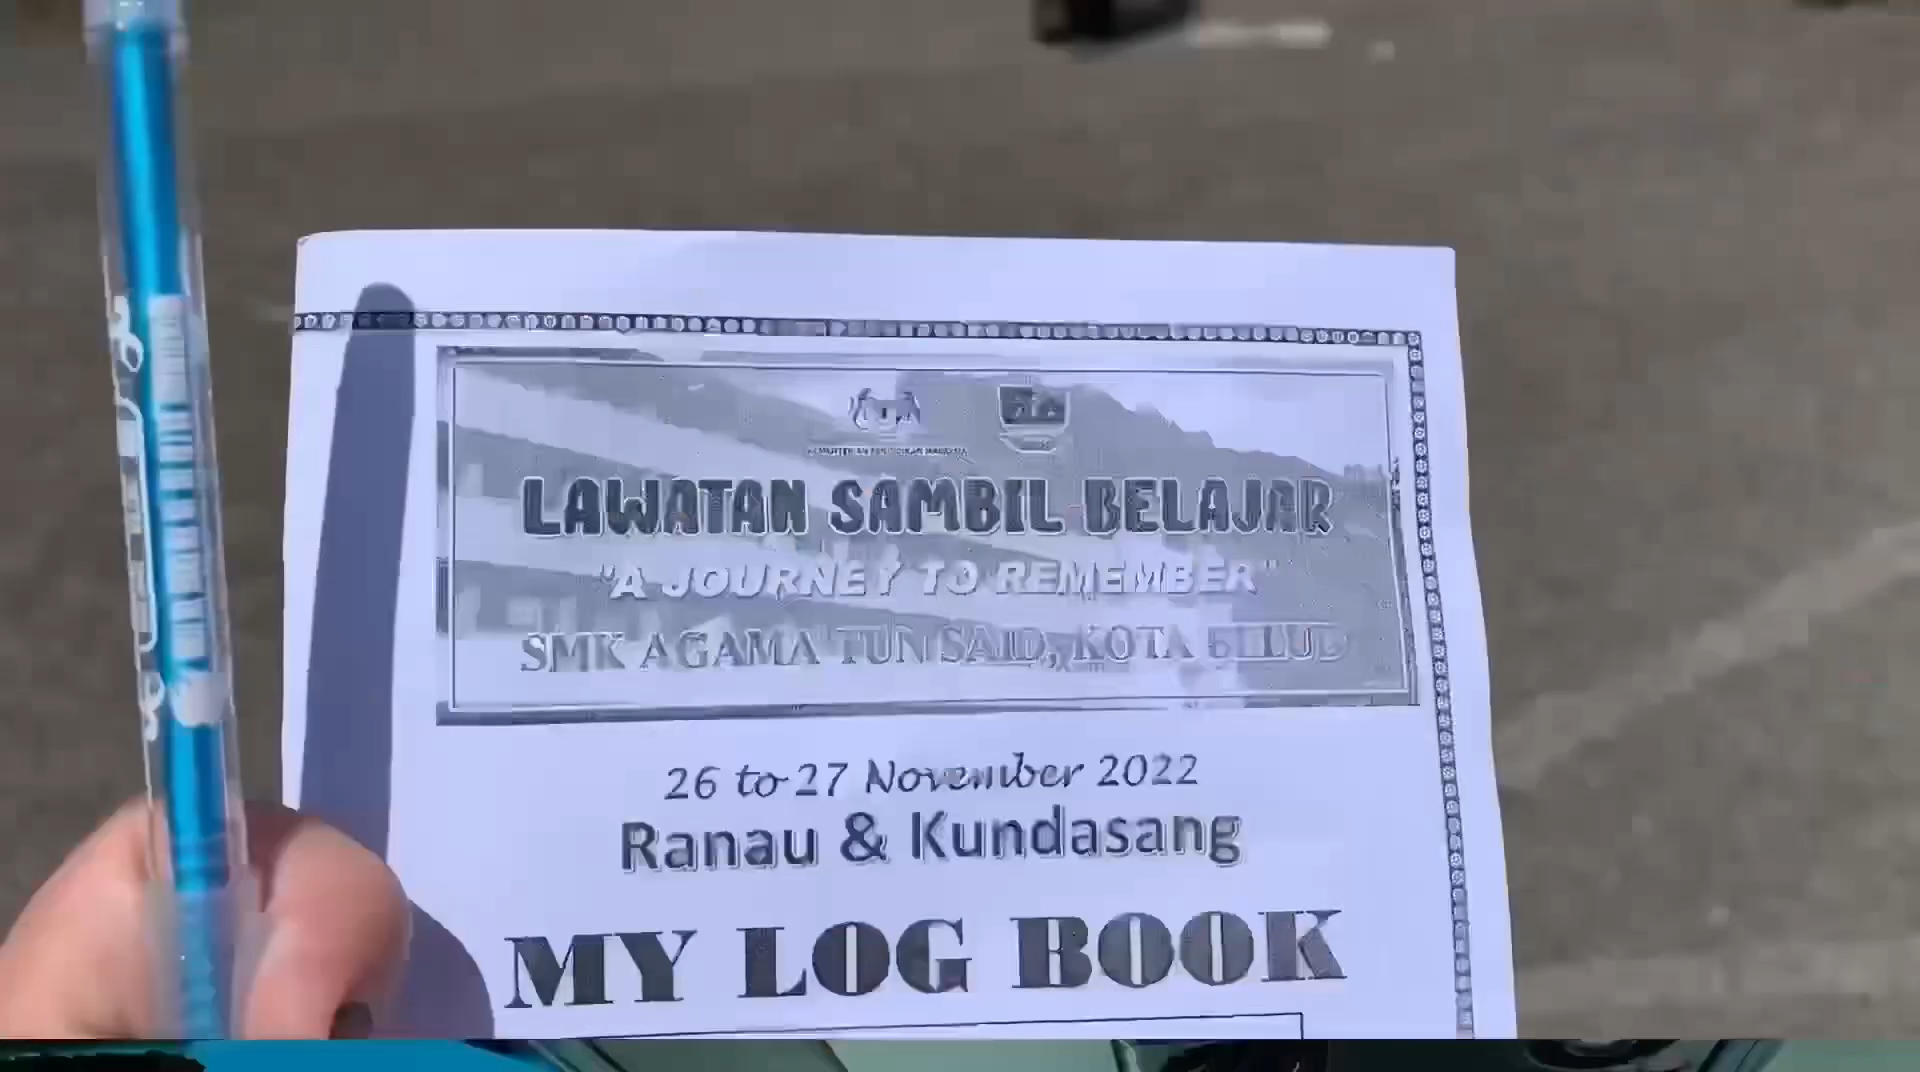 LAWATAN SAMBIL BELAJAR
"A JOURNEY TO REMEMBER"
SMK AGAMA TUN SAID, KOTA BELUD
26 to 27 November 2022
Ranau & Kundasang
MY LOG BOOK